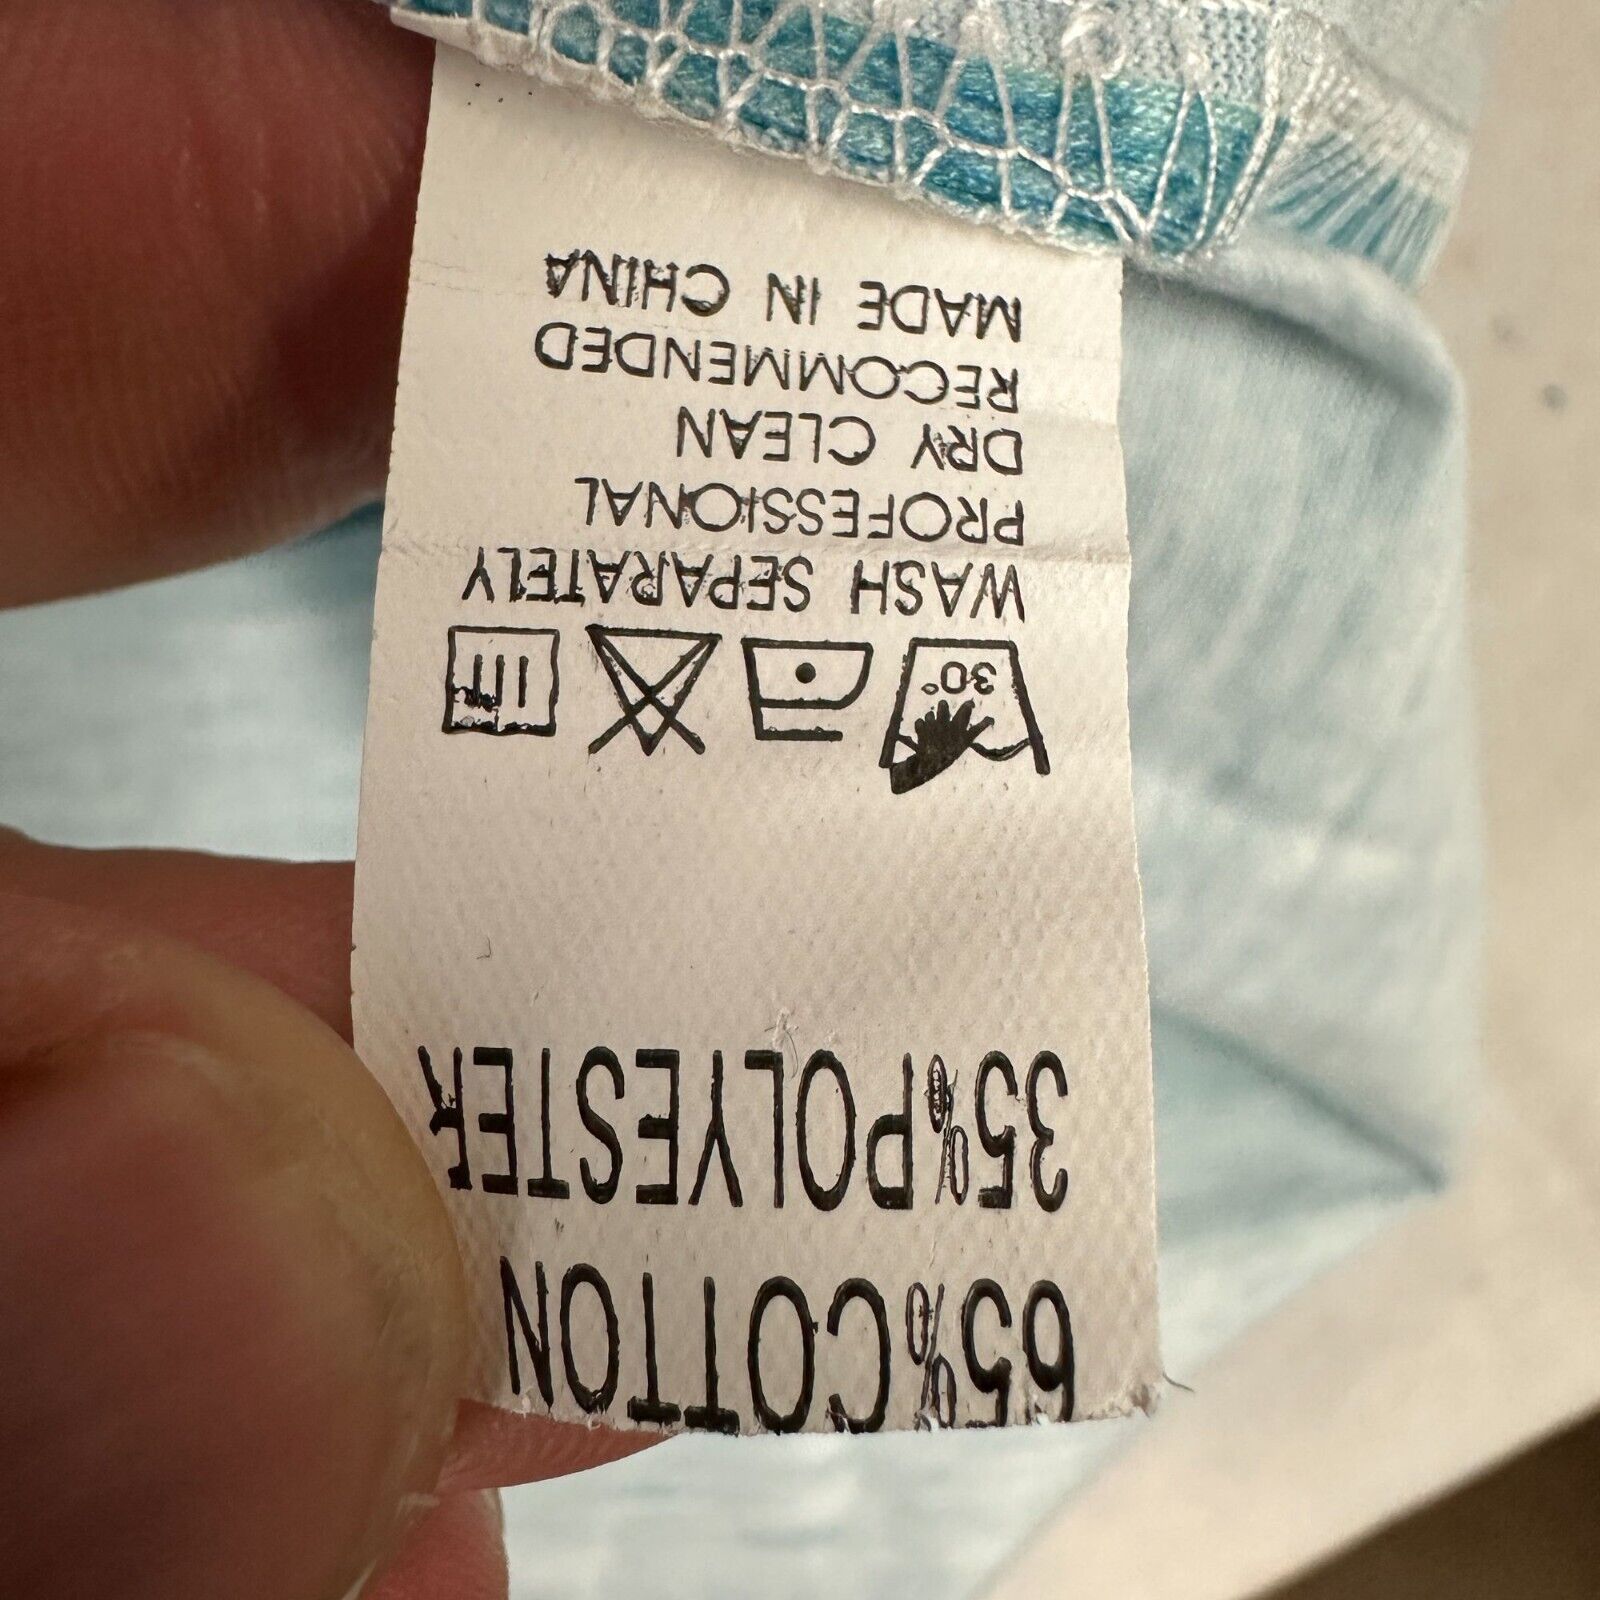 65%COTTON
35%POLYESTER
30°
WASH SEPARATELY
PROFESSIONAL
DRY CLEAN
RECOMMENDED
MADE IN CHINA